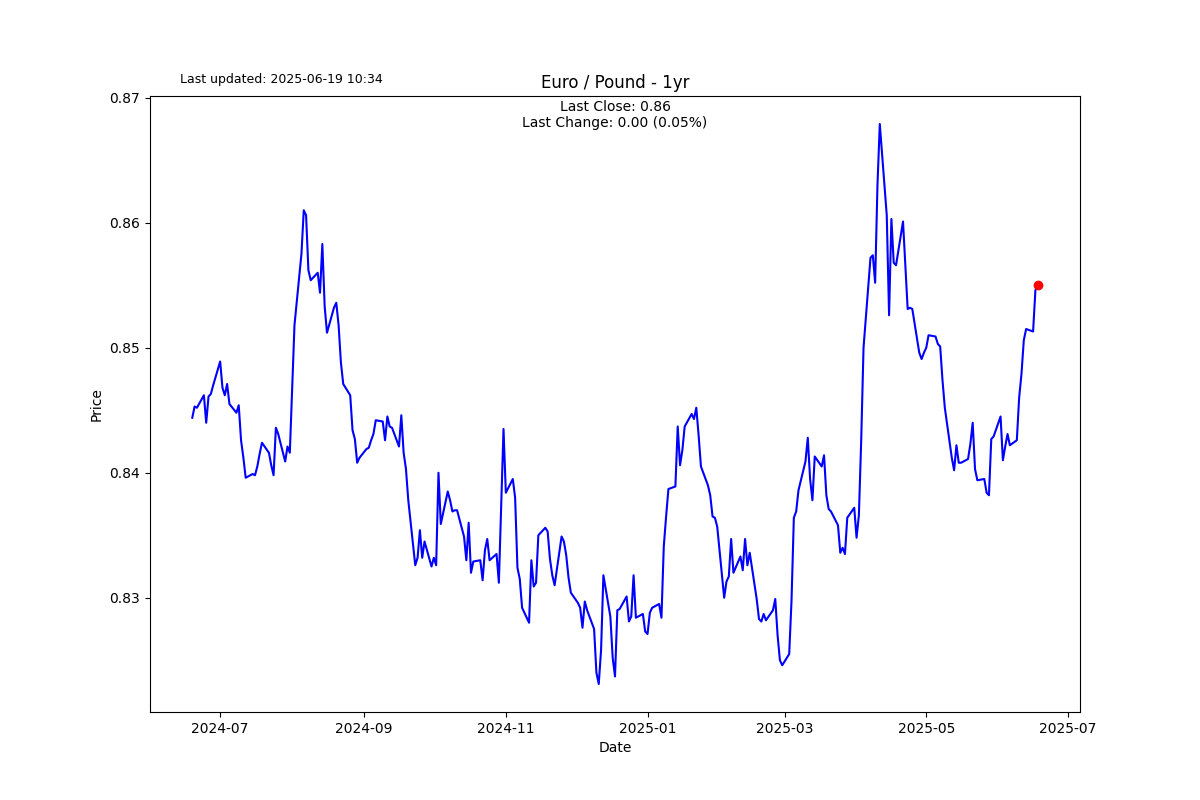 Last updated: 2025-06-19 10:34
Euro / Pound - 1yr
Last Close: 0.86
Last Change: 0.00 (0.05%)
0.87
0.86
0.85
0.84
0.83
Price
2024-07
2024-09
2024-11
2025-01
2025-03
2025-05
2025-07
Date